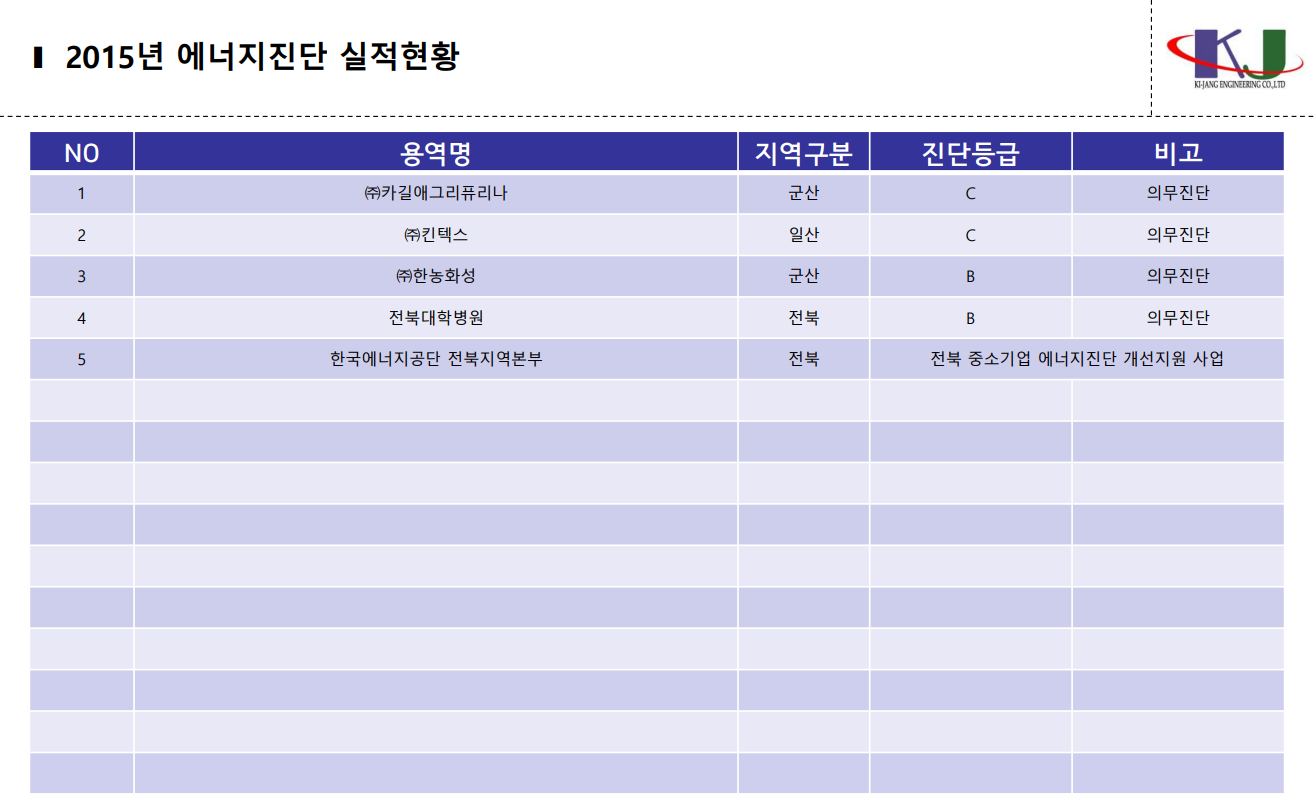 2015년 에너지진단 실적현황
KJ
KI-JANG ENGINEERING CO.,LTD
NO 용역명 지역구분 진단등급 비고
1 ㈜카길애그리퓨리나 군산 C 의무진단
2 ㈜킨텍스 일산 C 의무진단
3 ㈜한농화성 군산 B 의무진단
4 전북대학병원 전북 B 의무진단
5 한국에너지공단 전북지역본부 전북 전북 중소기업 에너지진단 개선지원 사업